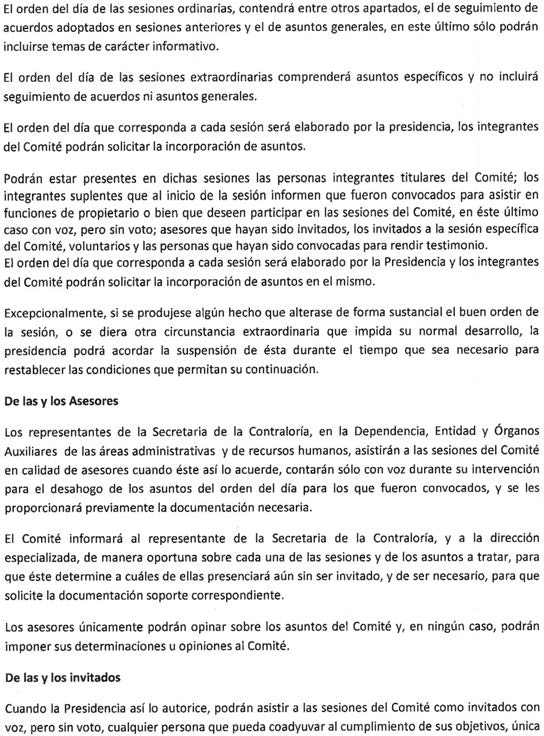 El orden del día de las sesiones ordinarias, contendrá entre otros apartados, el de seguimiento de
acuerdos adoptados en sesiones anteriores y el de asuntos generales, en este último sólo podrán
incluirse temas de carácter informativo.
El orden del día de las sesiones extraordinarias comprenderá asuntos específicos y no incluirá
seguimiento de acuerdos ni asuntos generales.
El orden del día que corresponda a cada sesión será elaborado por la presidencia, los integrantes
del Comité podrán solicitar la incorporación de asuntos.
Podrán estar presentes en dichas sesiones las personas integrantes titulares del Comité; los
integrantes suplentes que al inicio de la sesión informen que fueron convocados para asistir en
funciones de propietario o bien que deseen participar en las sesiones del Comité, en éste último
caso con voz, pero sin voto; asesores que hayan sido invitados, los invitados a la sesión específica
del Comité, voluntarios y las personas que hayan sido convocadas para rendir testimonio.
El orden del día que corresponda a cada sesión será elaborado por la Presidencia y los integrantes
del Comité podrán solicitar la incorporación de asuntos en el mismo.
Excepcionalmente, si se produjese algún hecho que alterase de forma sustancial el buen orden de
la sesión, o se diera otra circunstancia extraordinaria que impida su normal desarrollo, la
presidencia podrá acordar la suspensión de ésta durante el tiempo que sea necesario para
restablecer las condiciones que permitan su continuación.
De las y los Asesores
Los representantes de la Secretaria de la Contraloría, en la Dependencia, Entidad y Órganos
Auxiliares de las áreas administrativas y de recursos humanos, asistirán a las sesiones del Comité
en calidad de asesores cuando éste así lo acuerde, contarán sólo con voz durante su intervención
para el desahogo de los asuntos del orden del día para los que fueron convocados, y se les
proporcionará previamente la documentación necesaria.
El Comité informará al representante de la Secretaria de la Contraloría, y a la dirección
especializada, de manera oportuna sobre cada una de las sesiones y de los asuntos a tratar, para
que éste determine a cuáles de ellas presenciará aún sin ser invitado, y de ser necesario, para que
solicite la documentación soporte correspondiente.
Los asesores únicamente podrán opinar sobre los asuntos del Comité y, en ningún caso, podrán
imponer sus determinaciones u opiniones al Comité.
De las y los invitados
Cuando la Presidencia así lo autorice, podrán asistir a las sesiones del Comité como invitados con
voz, pero sin voto, cualquier persona que pueda coadyuvar al cumplimiento de sus objetivos, única